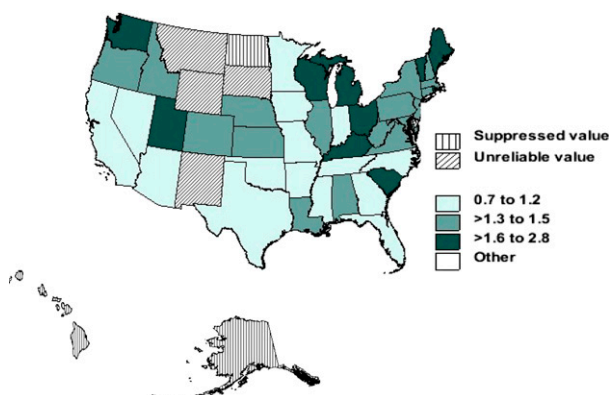 Suppressed value
Unreliable value
0.7 to 1.2
>1.3 to 1.5
>1.6 to 2.8
Other